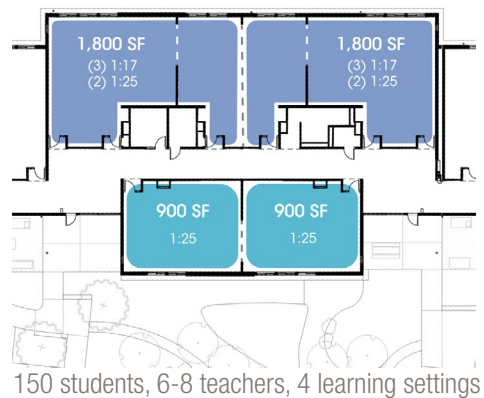 1,800 SF
(3) 1:17
(2) 1:25
1,800 SF
(3) 1:17
(2) 1:25
900 SF
1:25
900 SF
1:25
150 students, 6-8 teachers, 4 learning settings